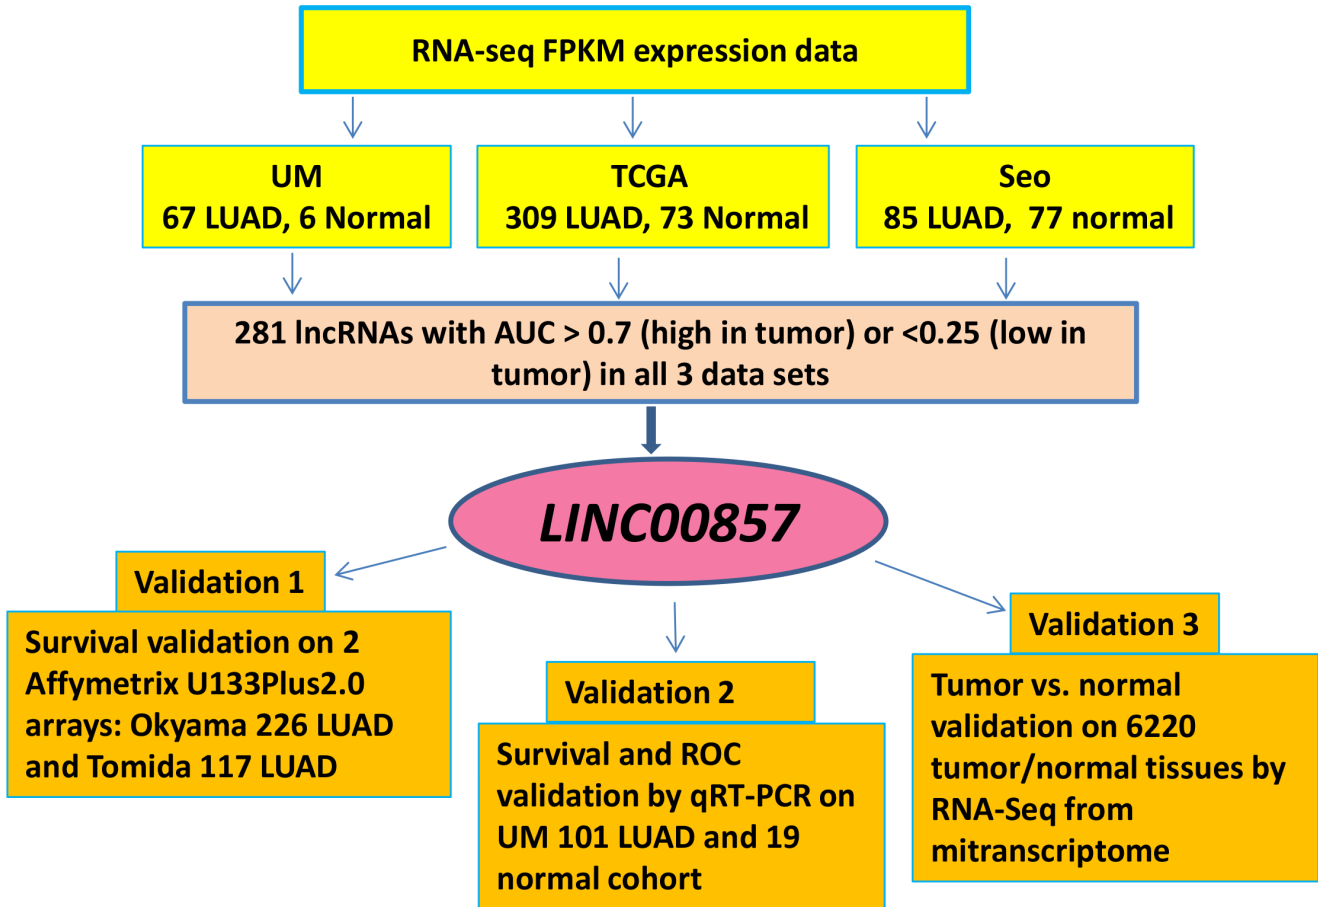 RNA-seq FPKM expression data
UM
67 LUAD, 6 Normal
TCGA
309 LUAD, 73 Normal
Seo
85 LUAD, 77 normal
281 lncRNAs with AUC > 0.7 (high in tumor) or <0.25 (low in
tumor) in all 3 data sets
LINC00857
Validation 1
Survival validation on 2
Affymetrix U133Plus2.0
arrays: Okyama 226 LUAD
and Tomida 117 LUAD
Validation 2
Survival and ROC
validation by qRT-PCR on
UM 101 LUAD and 19
normal cohort
Validation 3
Tumor vs. normal
validation on 6220
tumor/normal tissues by
RNA-Seq from
mitranscriptome